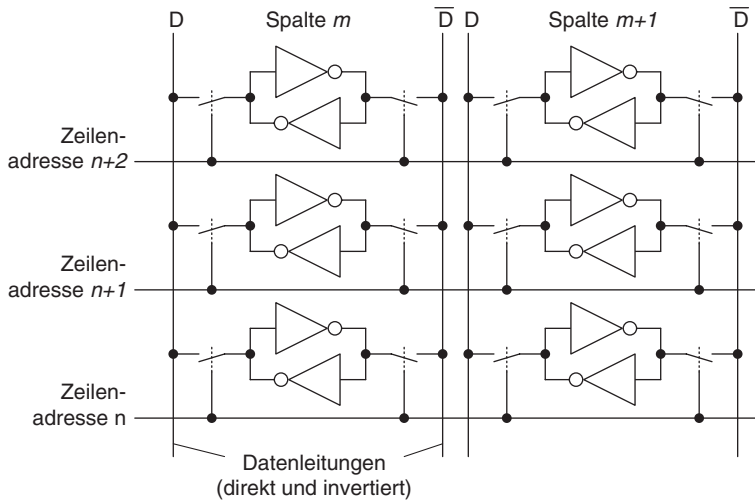 D Spalte m D D Spalte m+1 D
Zeilen-
adresse n+2
Zeilen-
adresse n+1
Zeilen-
adresse n
Datenleitungen
(direkt und invertiert)